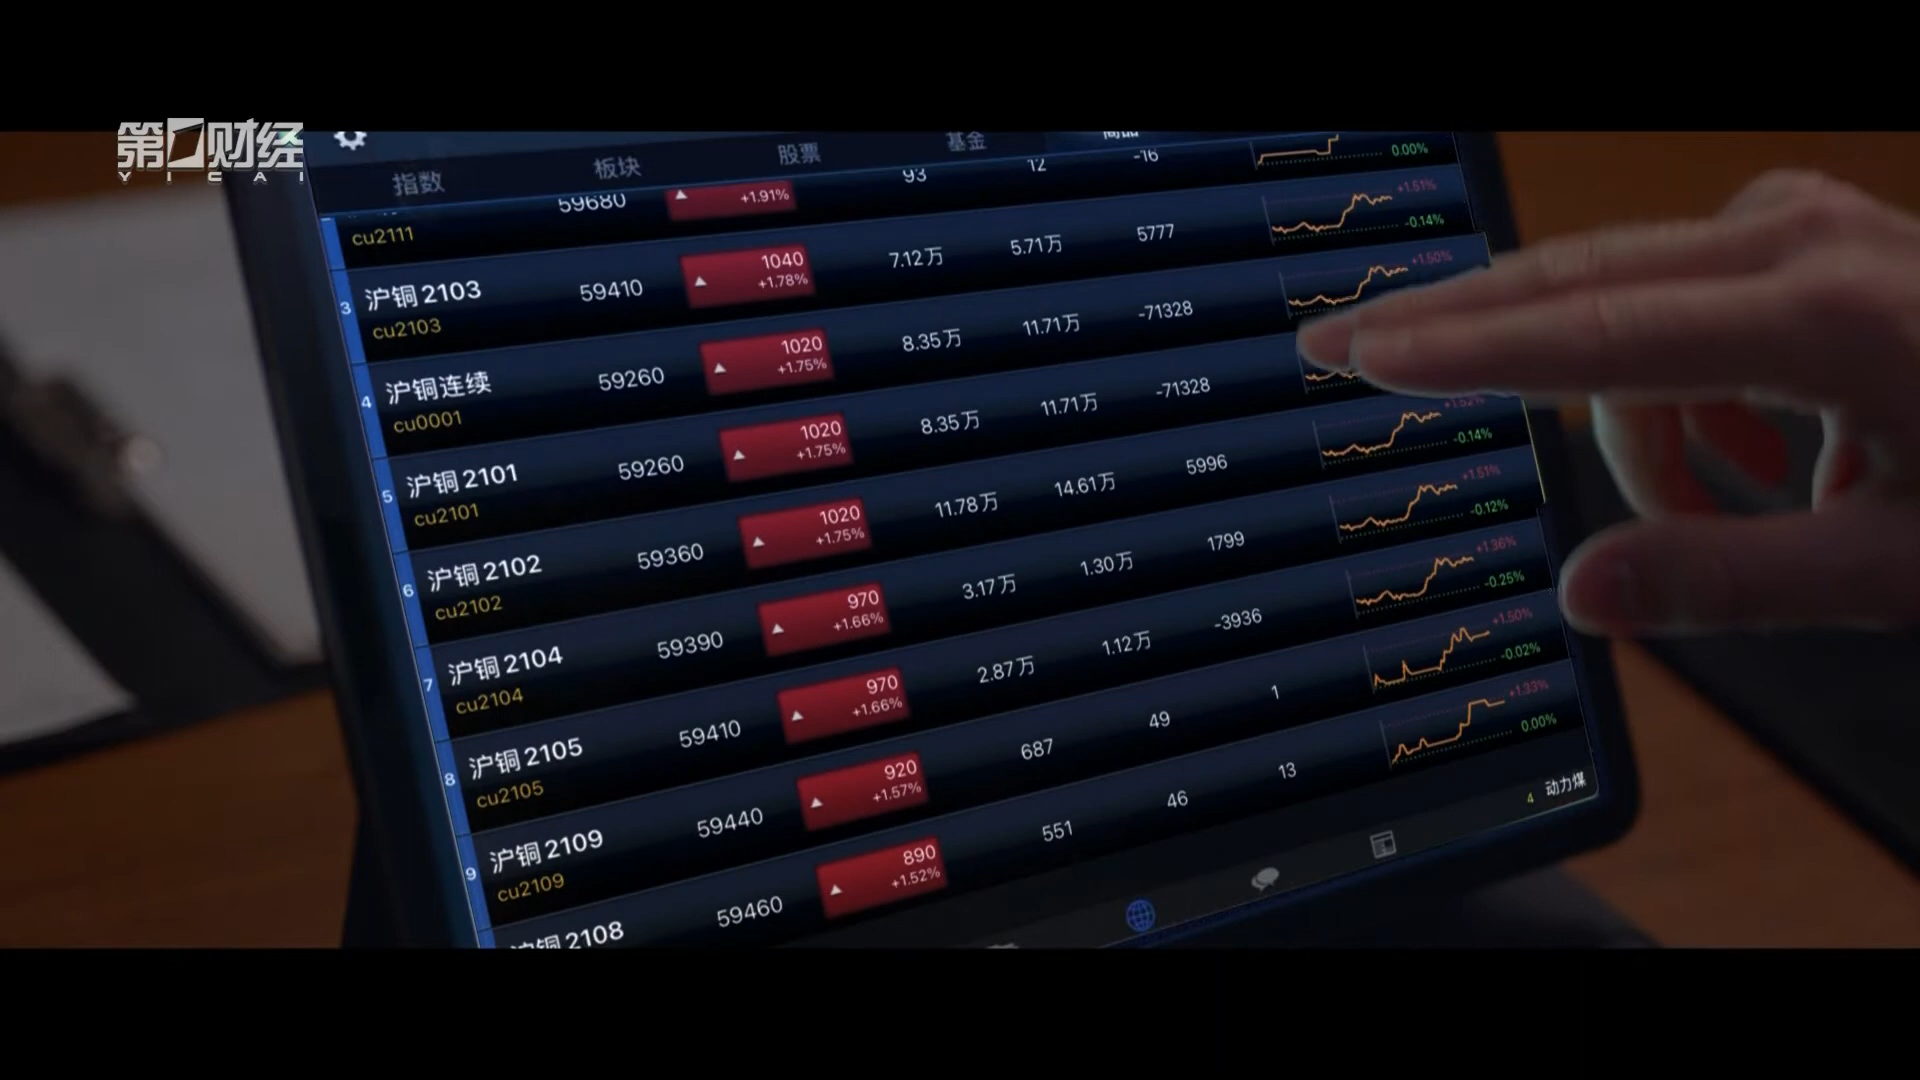 第一财经
YICAI
指数 板块 股票 基金 商品
59680 +1.91% 93 12 -16 0.00%
cu2111
3 沪铜 2103 59410 1040 +1.78% 7.12万 5.71万 5777 +1.51% -0.14%
cu2103
4 沪铜连续 59260 1020 +1.75% 8.35万 11.71万 -71328 +1.50%
cu0001
5 沪铜 2101 59260 1020 +1.75% 8.35万 11.71万 -71328
cu2101
6 沪铜 2102 59360 1020 +1.75% 11.78万 14.61万 5996 +1.52% -0.14%
cu2102
7 沪铜 2104 59390 970 +1.66% 3.17万 1.30万 1799 +1.51% -0.12%
cu2104
8 沪铜 2105 59410 970 +1.66% 2.87万 1.12万 -3936 +1.36% -0.25%
cu2105
9 沪铜 2109 59440 920 +1.57% 687 49 1 +1.50% -0.02%
cu2109
沪铜 2108 59460 890 +1.52% 551 46 13 +1.33% 0.00%
4 动力煤